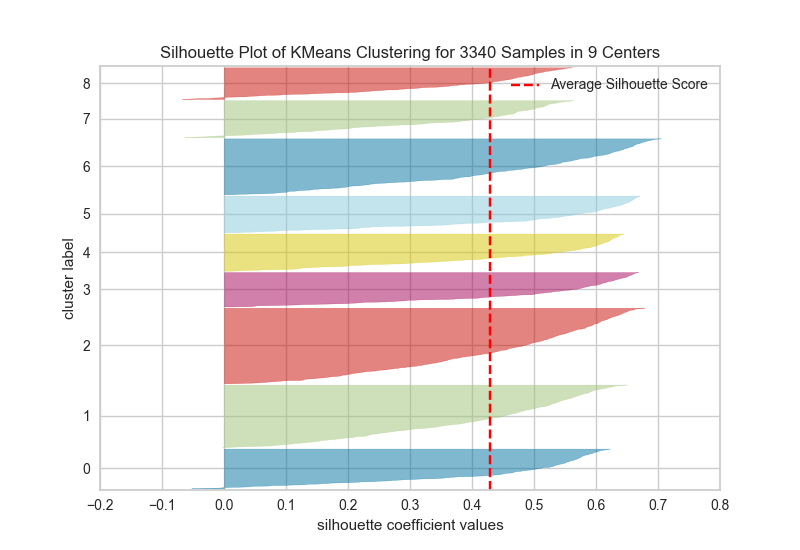 Silhouette Plot of KMeans Clustering for 3340 Samples in 9 Centers
Average Silhouette Score
8
7
6
5
4
3
2
1
0
cluster label
−0.2 −0.1 0.0 0.1 0.2 0.3 0.4 0.5 0.6 0.7 0.8
silhouette coefficient values